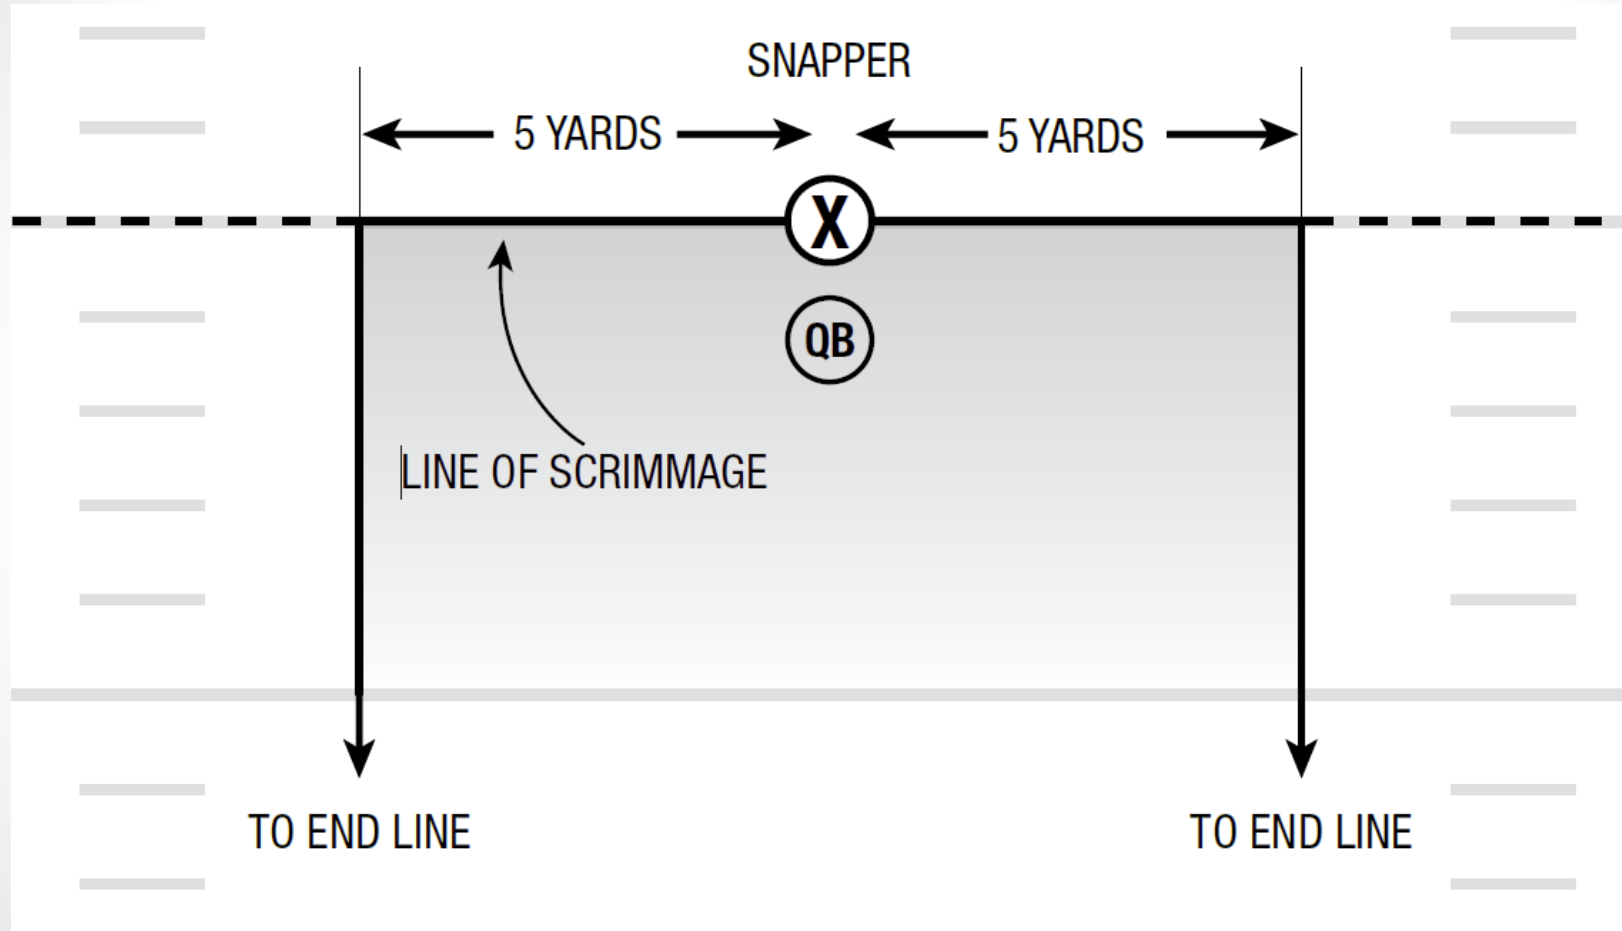 SNAPPER
5 YARDS
5 YARDS
X
QB
LINE OF SCRIMMAGE
TO END LINE
TO END LINE